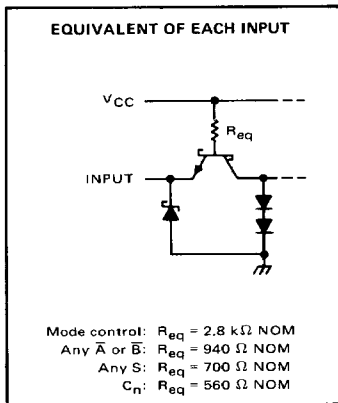 EQUIVALENT OF EACH INPUT
VCC
Req
INPUT
Mode control: Req = 2.8 kΩ NOM
Any A̅ or B̅: Req = 940 Ω NOM
Any S: Req = 700 Ω NOM
Cn: Req = 560 Ω NOM